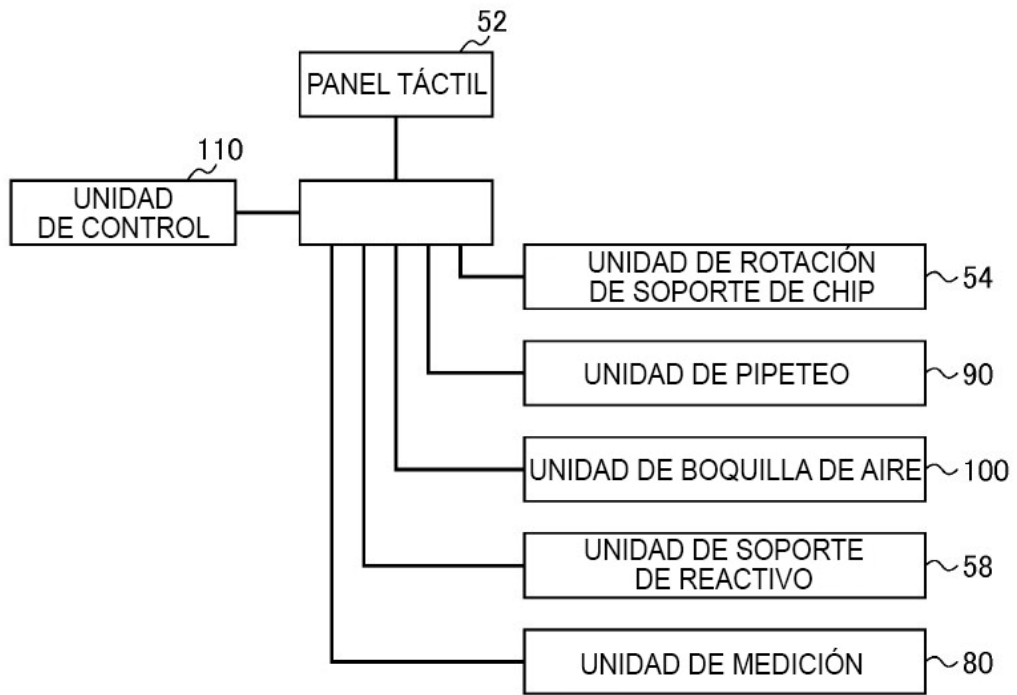 52
PANEL TÁCTIL
110
UNIDAD
DE CONTROL
UNIDAD DE ROTACIÓN
DE SOPORTE DE CHIP
54
UNIDAD DE PIPETEO
90
UNIDAD DE BOQUILLA DE AIRE
100
UNIDAD DE SOPORTE
DE REACTIVO
58
UNIDAD DE MEDICIÓN
80